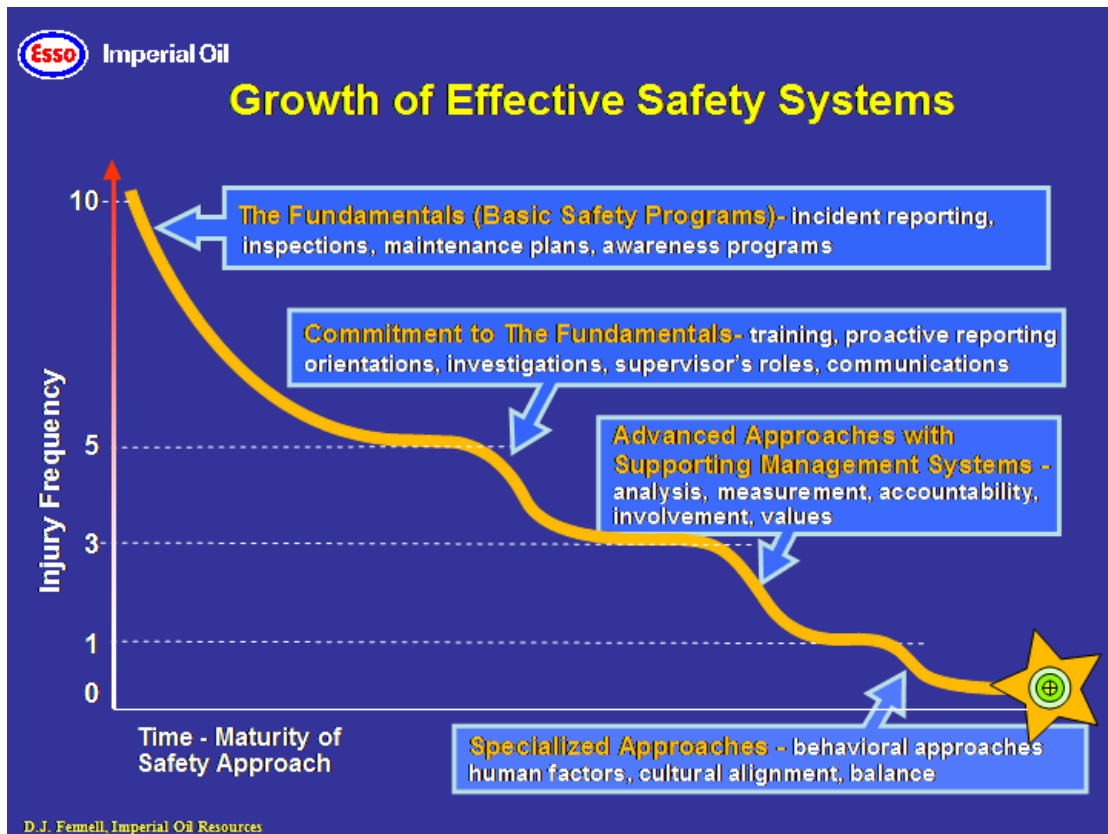 Esso Imperial Oil
Growth of Effective Safety Systems
10
The Fundamentals (Basic Safety Programs)- incident reporting,
inspections, maintenance plans, awareness programs
Commitment to The Fundamentals- training, proactive reporting
orientations, investigations, supervisor's roles, communications
Advanced Approaches with
Supporting Management Systems -
analysis, measurement, accountability,
involvement, values
Injury Frequency
5
3
1
0
Time - Maturity of
Safety Approach
Specialized Approaches - behavioral approaches
human factors, cultural alignment, balance
D.J. Fennell, Imperial Oil Resources